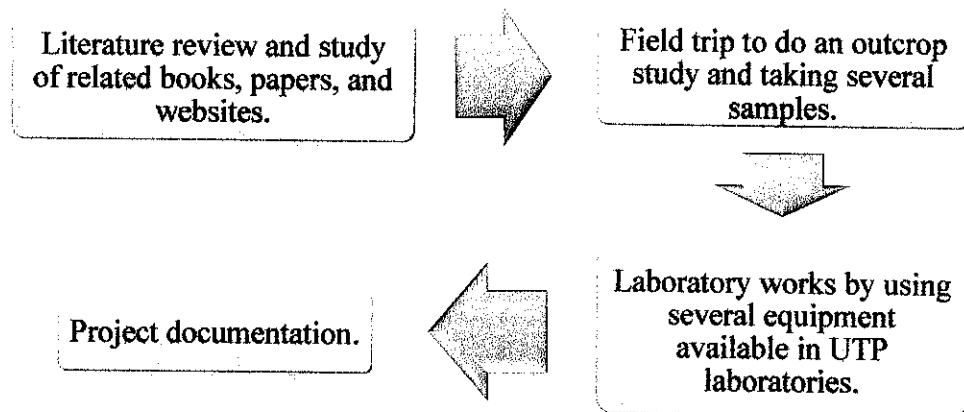 Literature review and study
of related books, papers, and
websites.
Field trip to do an outcrop
study and taking several
samples.
Laboratory works by using
several equipment
available in UTP
laboratories.
Project documentation.